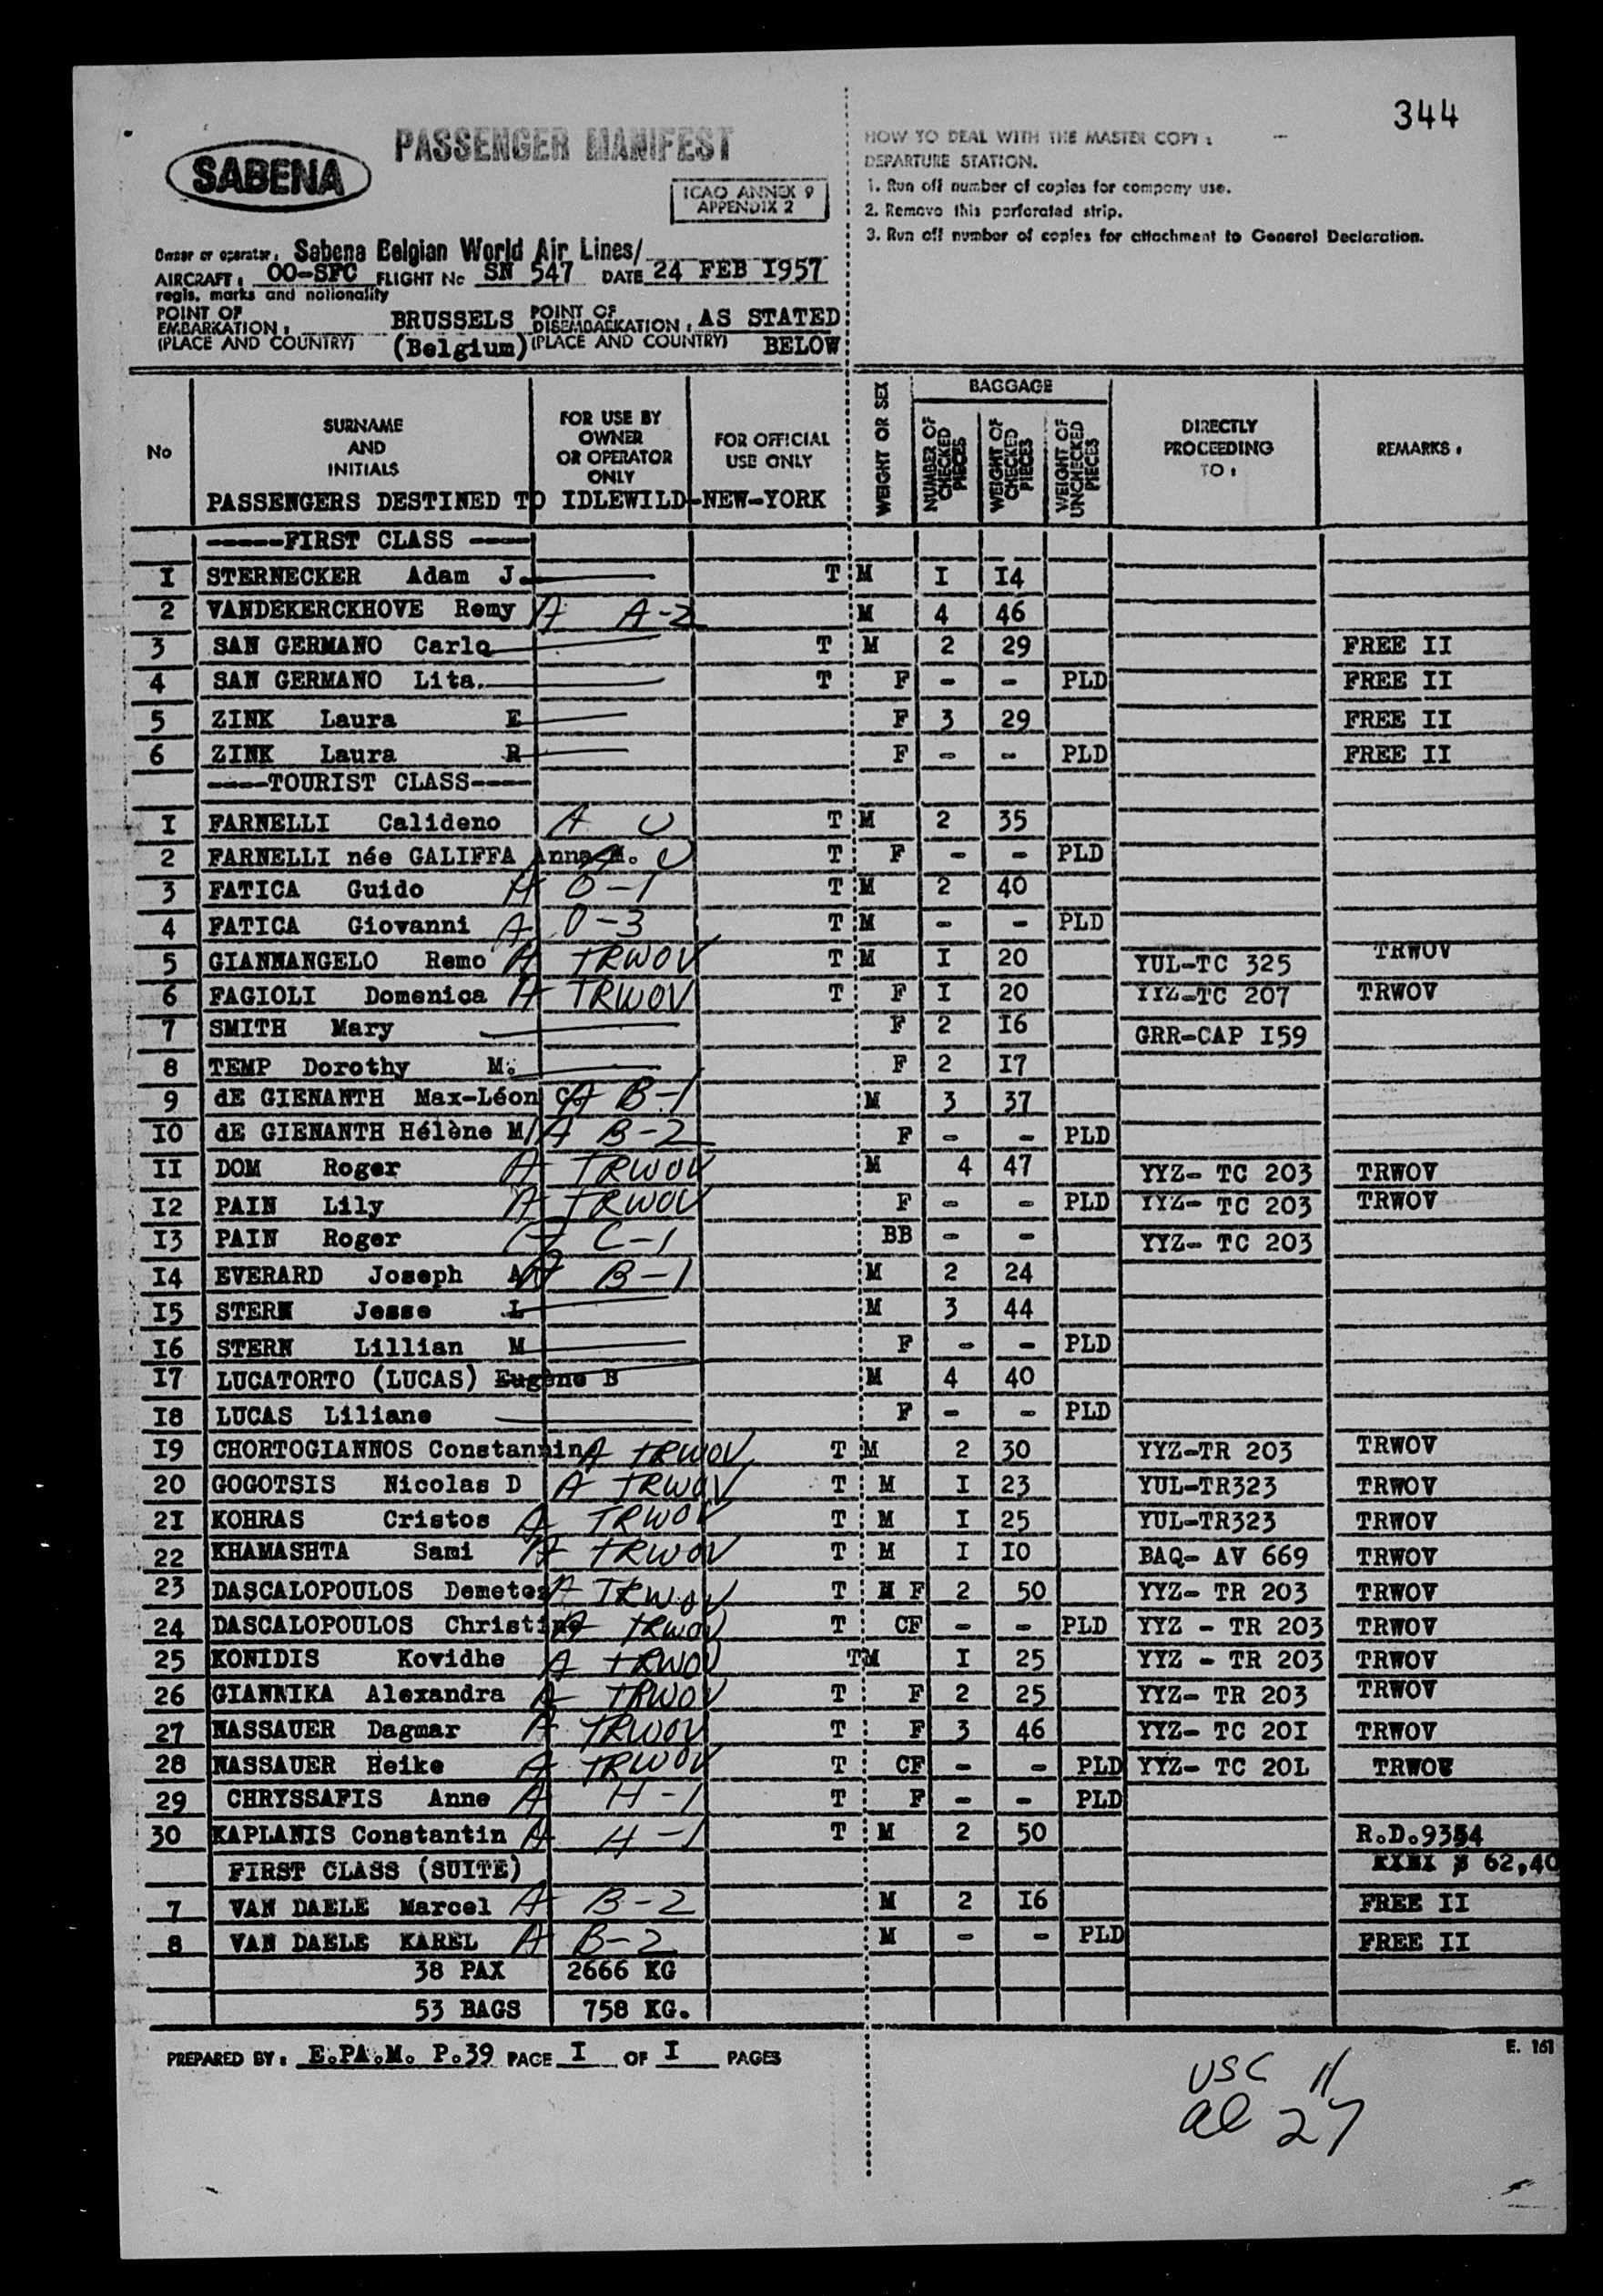 344
SABENA
PASSENGER MANIFEST
ICAO ANNEX 9
APPENDIX 2
HOW TO DEAL WITH THE MASTER COPY :
DEPARTURE STATION.
1. Run off number of copies for company use.
2. Remove this perforated strip.
3. Run off number of copies for attachment to General Declaration.
Owner or operator: Sabena Belgian World Air Lines/
AIRCRAFT: OO-SFC FLIGHT No SN 547 DATE 24 FEB I957
regis. marks and nationality
POINT OF EMBARKATION: BRUSSELS POINT OF DISEMBARKATION: AS STATED
(PLACE AND COUNTRY) (Belgium) (PLACE AND COUNTRY) BELOW
No SURNAME AND INITIALS FOR USE BY OWNER OR OPERATOR ONLY FOR OFFICIAL USE ONLY WEIGHT OR SEX BAGGAGE NUMBER OF CHECKED PIECES WEIGHT OF CHECKED PIECES WEIGHT OF UNCHECKED PIECES DIRECTLY PROCEEDING TO: REMARKS:
PASSENGERS DESTINED TO IDLEWILD-NEW-YORK
-----FIRST CLASS ----
I STERNECKER Adam J. T M I I4
2 VANDEKERCKHOVE Remy A A-2 M 4 46
3 SAN GERMANO Carlo T M 2 29 FREE II
4 SAN GERMANO Lita. T F - - PLD FREE II
5 ZINK Laura E F 3 29 FREE II
6 ZINK Laura R F - - PLD FREE II
----TOURIST CLASS----
I FARNELLI Calideno A U T M 2 35
2 FARNELLI née GALIFFA Anna M. A U T F - - PLD
3 FATICA Guido A O-1 T M 2 40
4 FATICA Giovanni A O-3 T M - - PLD
5 GIANNANGELO Remo A TRWOV T M I 20 YUL-TC 325 TRWOV
6 FAGIOLI Domenica A TRWOV T F I 20 YYZ-TC 207 TRWOV
7 SMITH Mary F 2 I6 GRR-CAP I59
8 TEMP Dorothy M. F 2 I7
9 dE GIENANTH Max-Léon C. A B-1 M 3 37
I0 dE GIENANTH Hélène M/ A B-2 F - - PLD
II DOM Roger A TRWOV M 4 47 YYZ- TC 203 TRWOV
I2 PAIN Lily A TRWOV F - - PLD YYZ- TC 203 TRWOV
I3 PAIN Roger C-1 BB - - YYZ- TC 203
I4 EVERARD Joseph A A B-1 M 2 24
I5 STERN Jesse L M 3 44
I6 STERN Lillian M F - - PLD
I7 LUCATORTO (LUCAS) Eugene B M 4 40
I8 LUCAS Liliane F - - PLD
I9 CHORTOGIANNOS Constannin A TRWOV T M 2 30 YYZ-TR 203 TRWOV
20 GOGOTSIS Nicolas D A TRWOV T M I 23 YUL-TR323 TRWOV
2I KOHRAS Cristos A TRWOV T M I 25 YUL-TR323 TRWOV
22 KHAMASHTA Sami A TRWOV T M I I0 BAQ- AV 669 TRWOV
23 DASCALOPOULOS Demetes A TRWOV T M F 2 50 YYZ- TR 203 TRWOV
24 DASCALOPOULOS Christine A TRWOV T CF - - PLD YYZ - TR 203 TRWOV
25 KONIDIS Kovidhe A TRWOV T M I 25 YYZ - TR 203 TRWOV
26 GIANNIKA Alexandra A TRWOV T F 2 25 YYZ- TR 203 TRWOV
27 NASSAUER Dagmar A TRWOV T F 3 46 YYZ- TC 20I TRWOV
28 NASSAUER Heike A TRWOV T CF - - PLD YYZ- TC 20L TRWOV
29 CHRYSSAFIS Anne A H-1 T F - - PLD
30 KAPLANIS Constantin A H-1 T M 2 50 R.D.9354
FIRST CLASS (SUITE) 62,40
7 VAN DAELE Marcel A B-2 M 2 I6 FREE II
8 VAN DAELE KAREL A B-2 M - - PLD FREE II
38 PAX 2666 KG
53 BAGS 758 KG.
PREPARED BY: E.PA.M. P.39 PAGE I OF I PAGES
E. 161
USC 11
al 27